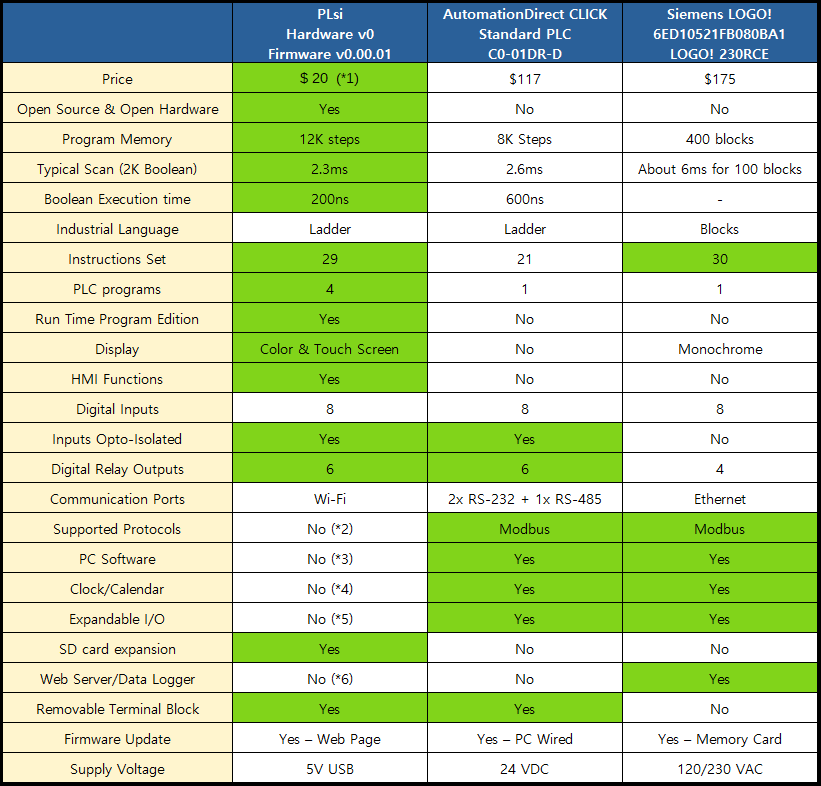 PLsi
Hardware v0
Firmware v0.00.01
AutomationDirect CLICK
Standard PLC
C0-01DR-D
Siemens LOGO!
6ED10521FB080BA1
LOGO! 230RCE
Price $ 20 (*1) $117 $175
Open Source & Open Hardware Yes No No
Program Memory 12K steps 8K Steps 400 blocks
Typical Scan (2K Boolean) 2.3ms 2.6ms About 6ms for 100 blocks
Boolean Execution time 200ns 600ns -
Industrial Language Ladder Ladder Blocks
Instructions Set 29 21 30
PLC programs 4 1 1
Run Time Program Edition Yes No No
Display Color & Touch Screen No Monochrome
HMI Functions Yes No No
Digital Inputs 8 8 8
Inputs Opto-Isolated Yes Yes No
Digital Relay Outputs 6 6 4
Communication Ports Wi-Fi 2x RS-232 + 1x RS-485 Ethernet
Supported Protocols No (*2) Modbus Modbus
PC Software No (*3) Yes Yes
Clock/Calendar No (*4) Yes Yes
Expandable I/O No (*5) Yes Yes
SD card expansion Yes No No
Web Server/Data Logger No (*6) No Yes
Removable Terminal Block Yes Yes No
Firmware Update Yes – Web Page Yes – PC Wired Yes – Memory Card
Supply Voltage 5V USB 24 VDC 120/230 VAC